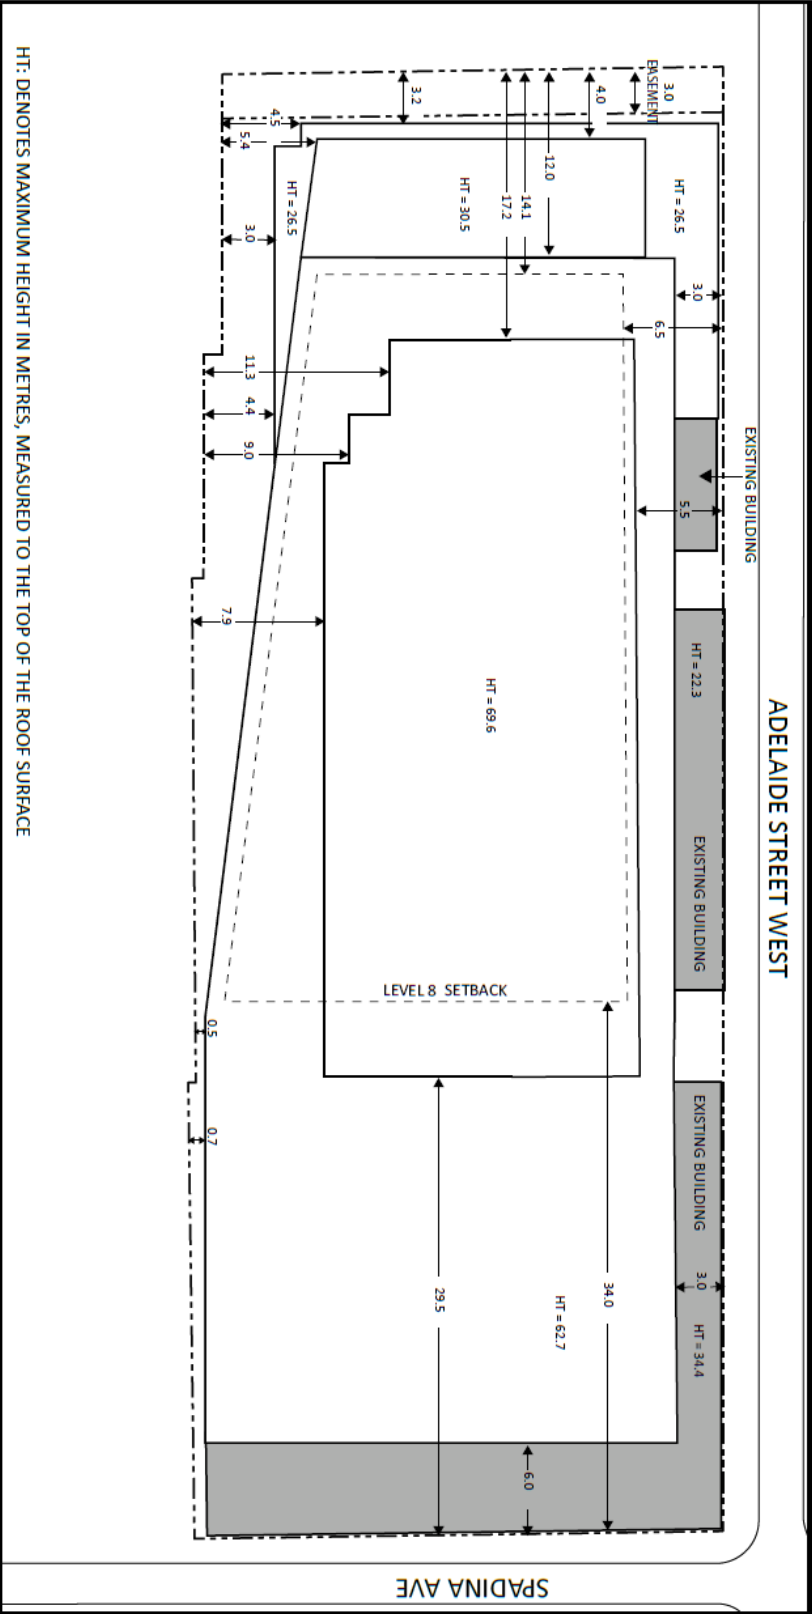 ADELAIDE STREET WEST
EXISTING BUILDING
3.0
EASEMENT
4.0
3.2
HT = 26.5
12.0
14.1
17.2
HT = 30.5
4.5
5.4
HT = 26.5
3.0
3.0
6.5
11.3
4.4
9.0
5.5
7.9
HT = 22.3
EXISTING BUILDING
HT = 69.6
LEVEL 8 SETBACK
0.5
0.7
EXISTING BUILDING
3.0
HT = 34.4
34.0
HT = 62.7
29.5
6.0
SPADINA AVE
HT: DENOTES MAXIMUM HEIGHT IN METRES, MEASURED TO THE TOP OF THE ROOF SURFACE